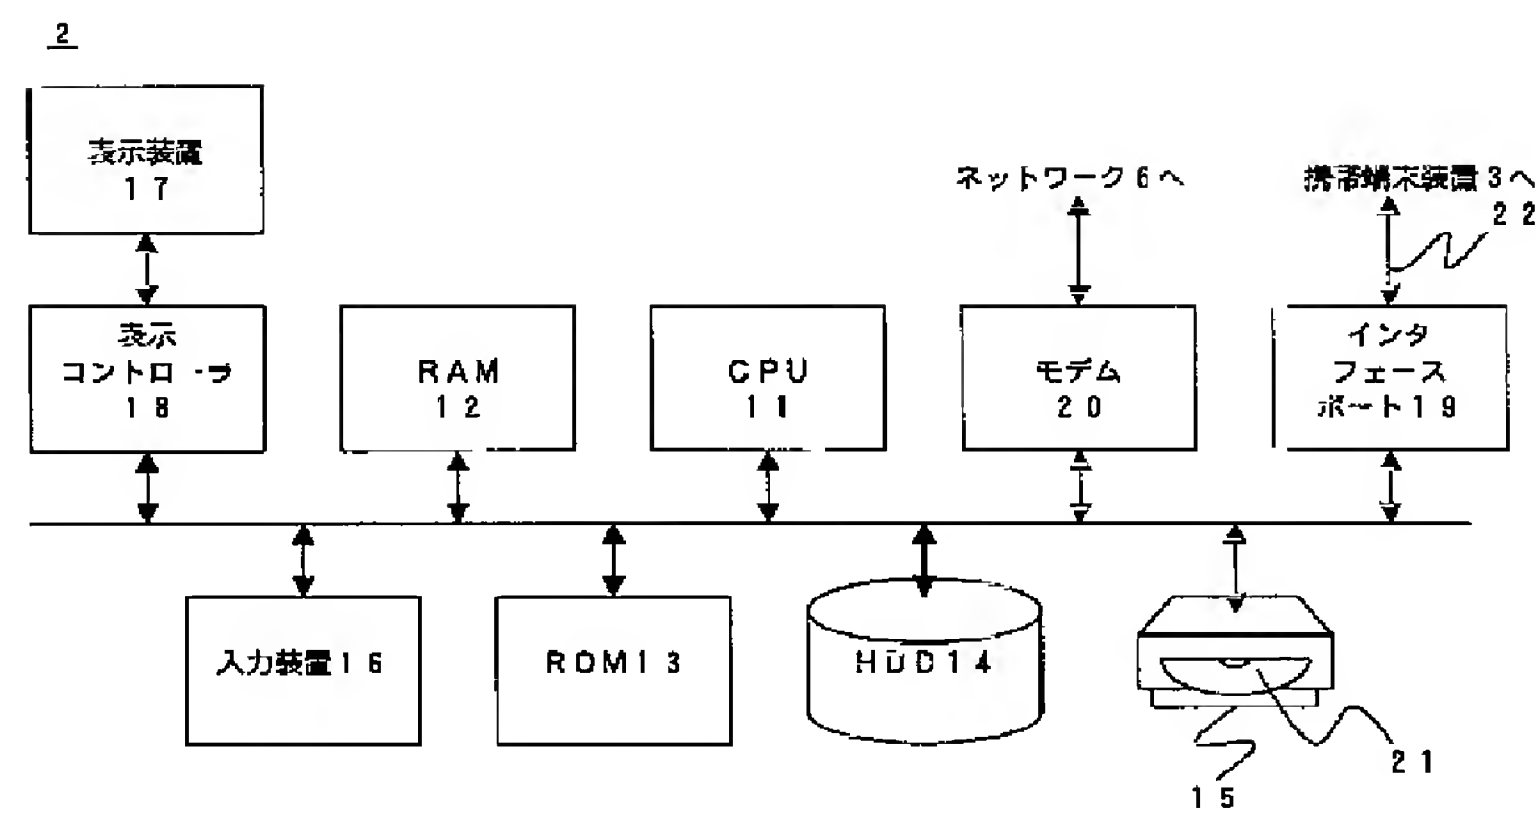 2
表示装置
17
ネットワーク6へ
携帯端末装置3へ
22
表示
コントローラ
18
RAM
12
CPU
11
モデム
20
インタ
フェース
ポート19
入力装置16
ROM13
HDD14
21
15